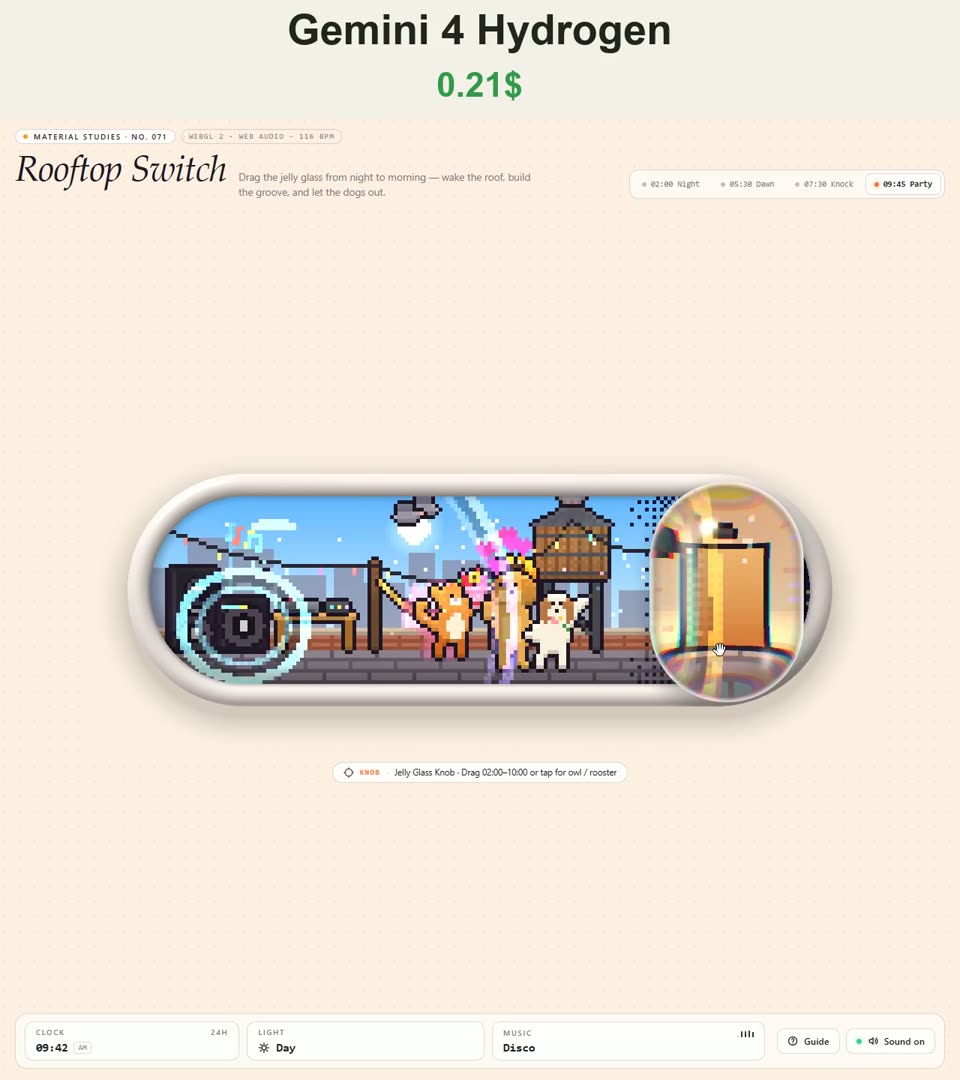 Gemini 4 Hydrogen
0.21$
MATERIAL STUDIES · NO. 071
WEBGL 2 · WEB AUDIO · 116 BPM
Rooftop Switch
Drag the jelly glass from night to morning — wake the roof, build
the groove, and let the dogs out.
02:00 Night
05:30 Dawn
07:30 Knock
09:45 Party
KNOB · Jelly Glass Knob · Drag 02:00–10:00 or tap for owl / rooster
CLOCK
24H
09:42 AM
LIGHT
Day
MUSIC
Disco
Guide
Sound on